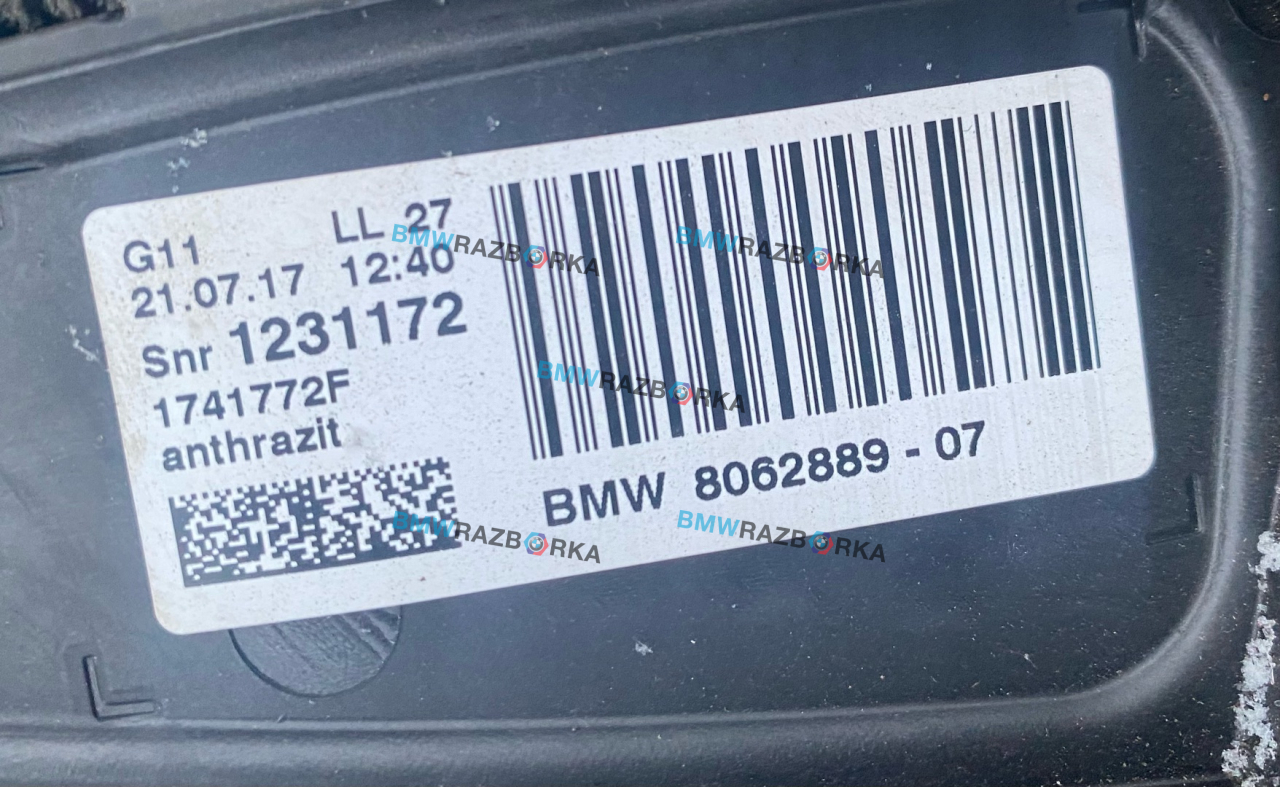 G11 LL 27
21.07.17 12:40
Snr 1231172
1741772F
anthrazit
BMW 8062889 - 07
BMWRAZBORKA
BMWRAZBORKA
BMWRAZBORKA
BMWRAZBORKA
BMWRAZBORKA